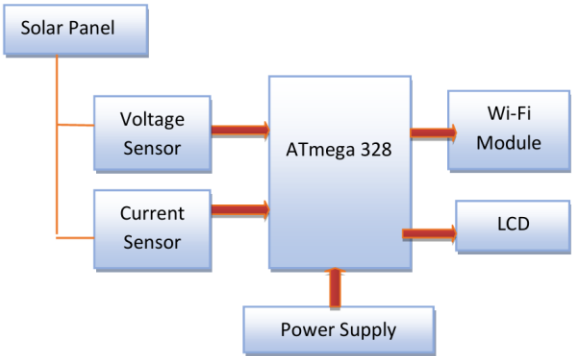 Solar Panel
Voltage
Sensor
Current
Sensor
ATmega 328
Wi-Fi
Module
LCD
Power Supply